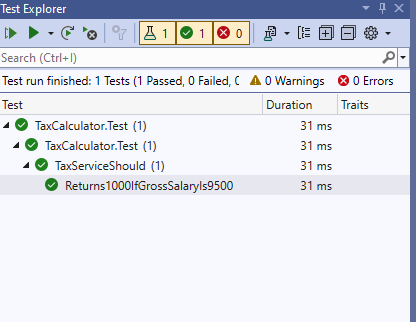 Test Explorer
1 1 0
Search (Ctrl+I)
Test run finished: 1 Tests (1 Passed, 0 Failed, 0 Warnings 0 Errors
Test Duration Traits
TaxCalculator.Test (1) 31 ms
TaxCalculator.Test (1) 31 ms
TaxServiceShould (1) 31 ms
Returns1000IfGrossSalaryIs9500 31 ms